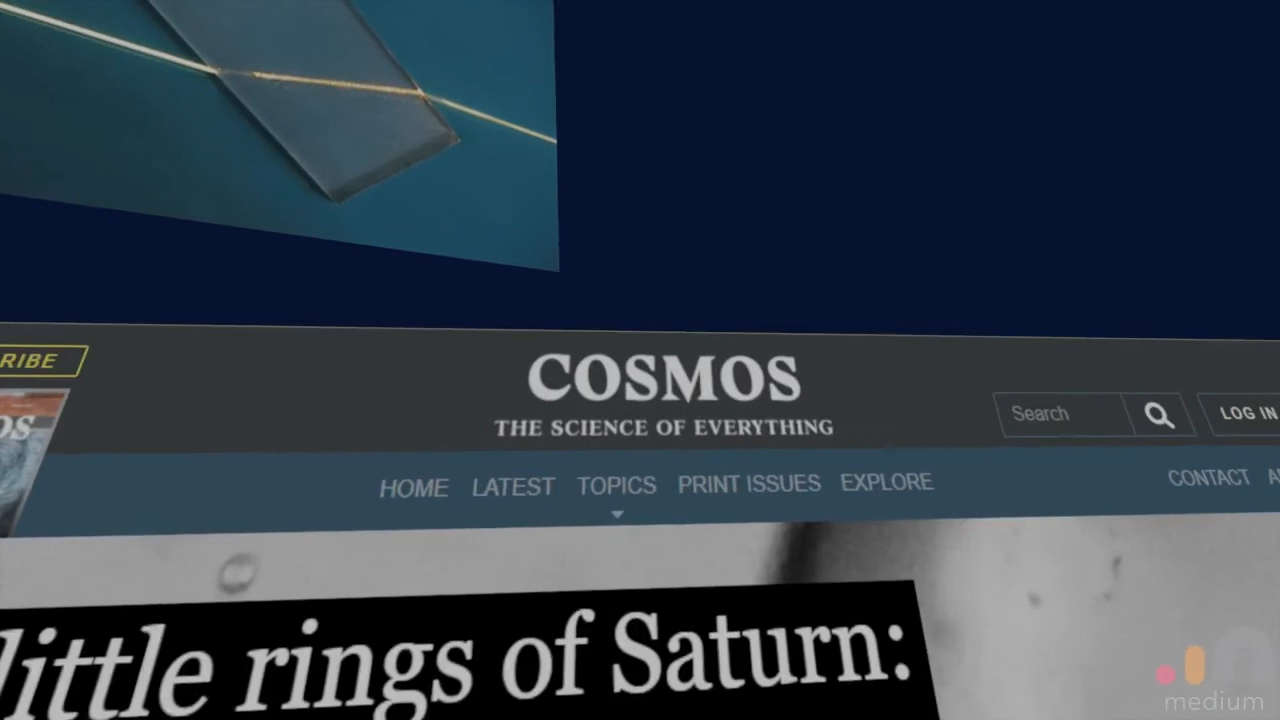 RIBE
COSMOS
THE SCIENCE OF EVERYTHING
OS
Search
LOG IN
HOME LATEST TOPICS PRINT ISSUES EXPLORE
CONTACT
little rings of Saturn:
medium